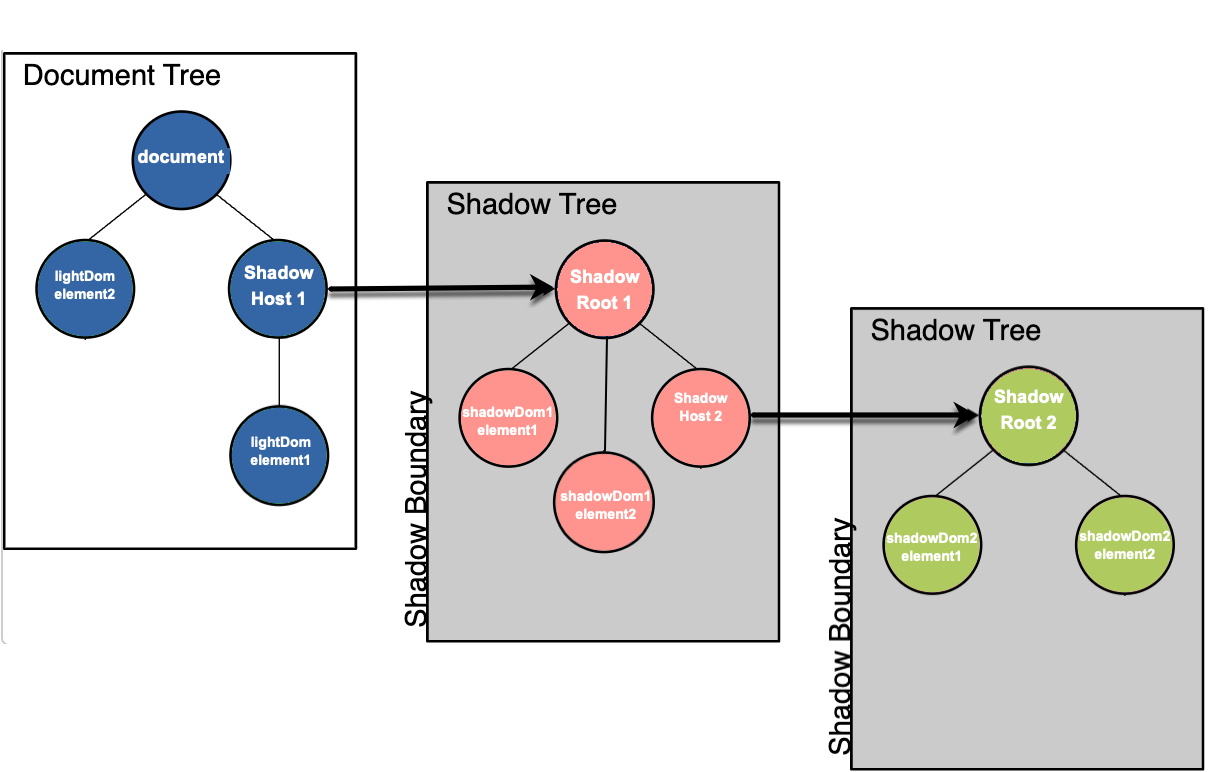 Document Tree
document
lightDom
element2
Shadow
Host 1
lightDom
element1
Shadow Tree
Shadow
Root 1
shadowDom1
element1
Shadow
Host 2
shadowDom1
element2
Shadow Boundary
Shadow Tree
Shadow
Root 2
shadowDom2
element1
shadowDom2
element2
Shadow Boundary